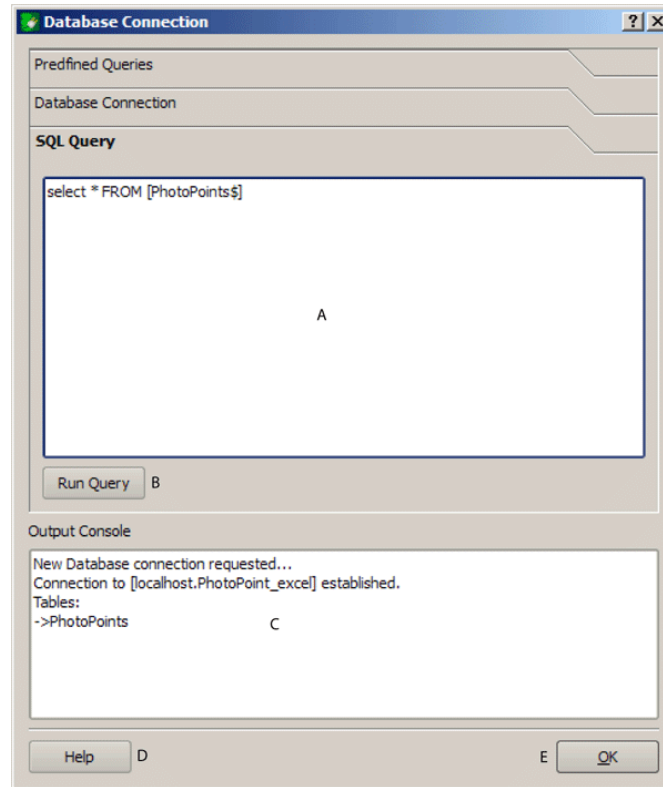 Database Connection
Predfined Queries
Database Connection
SQL Query
select * FROM [PhotoPoints$]
A
Run Query B
Output Console
New Database connection requested...
Connection to [localhost.PhotoPoint_excel] established.
Tables:
->PhotoPoints
C
Help D E OK